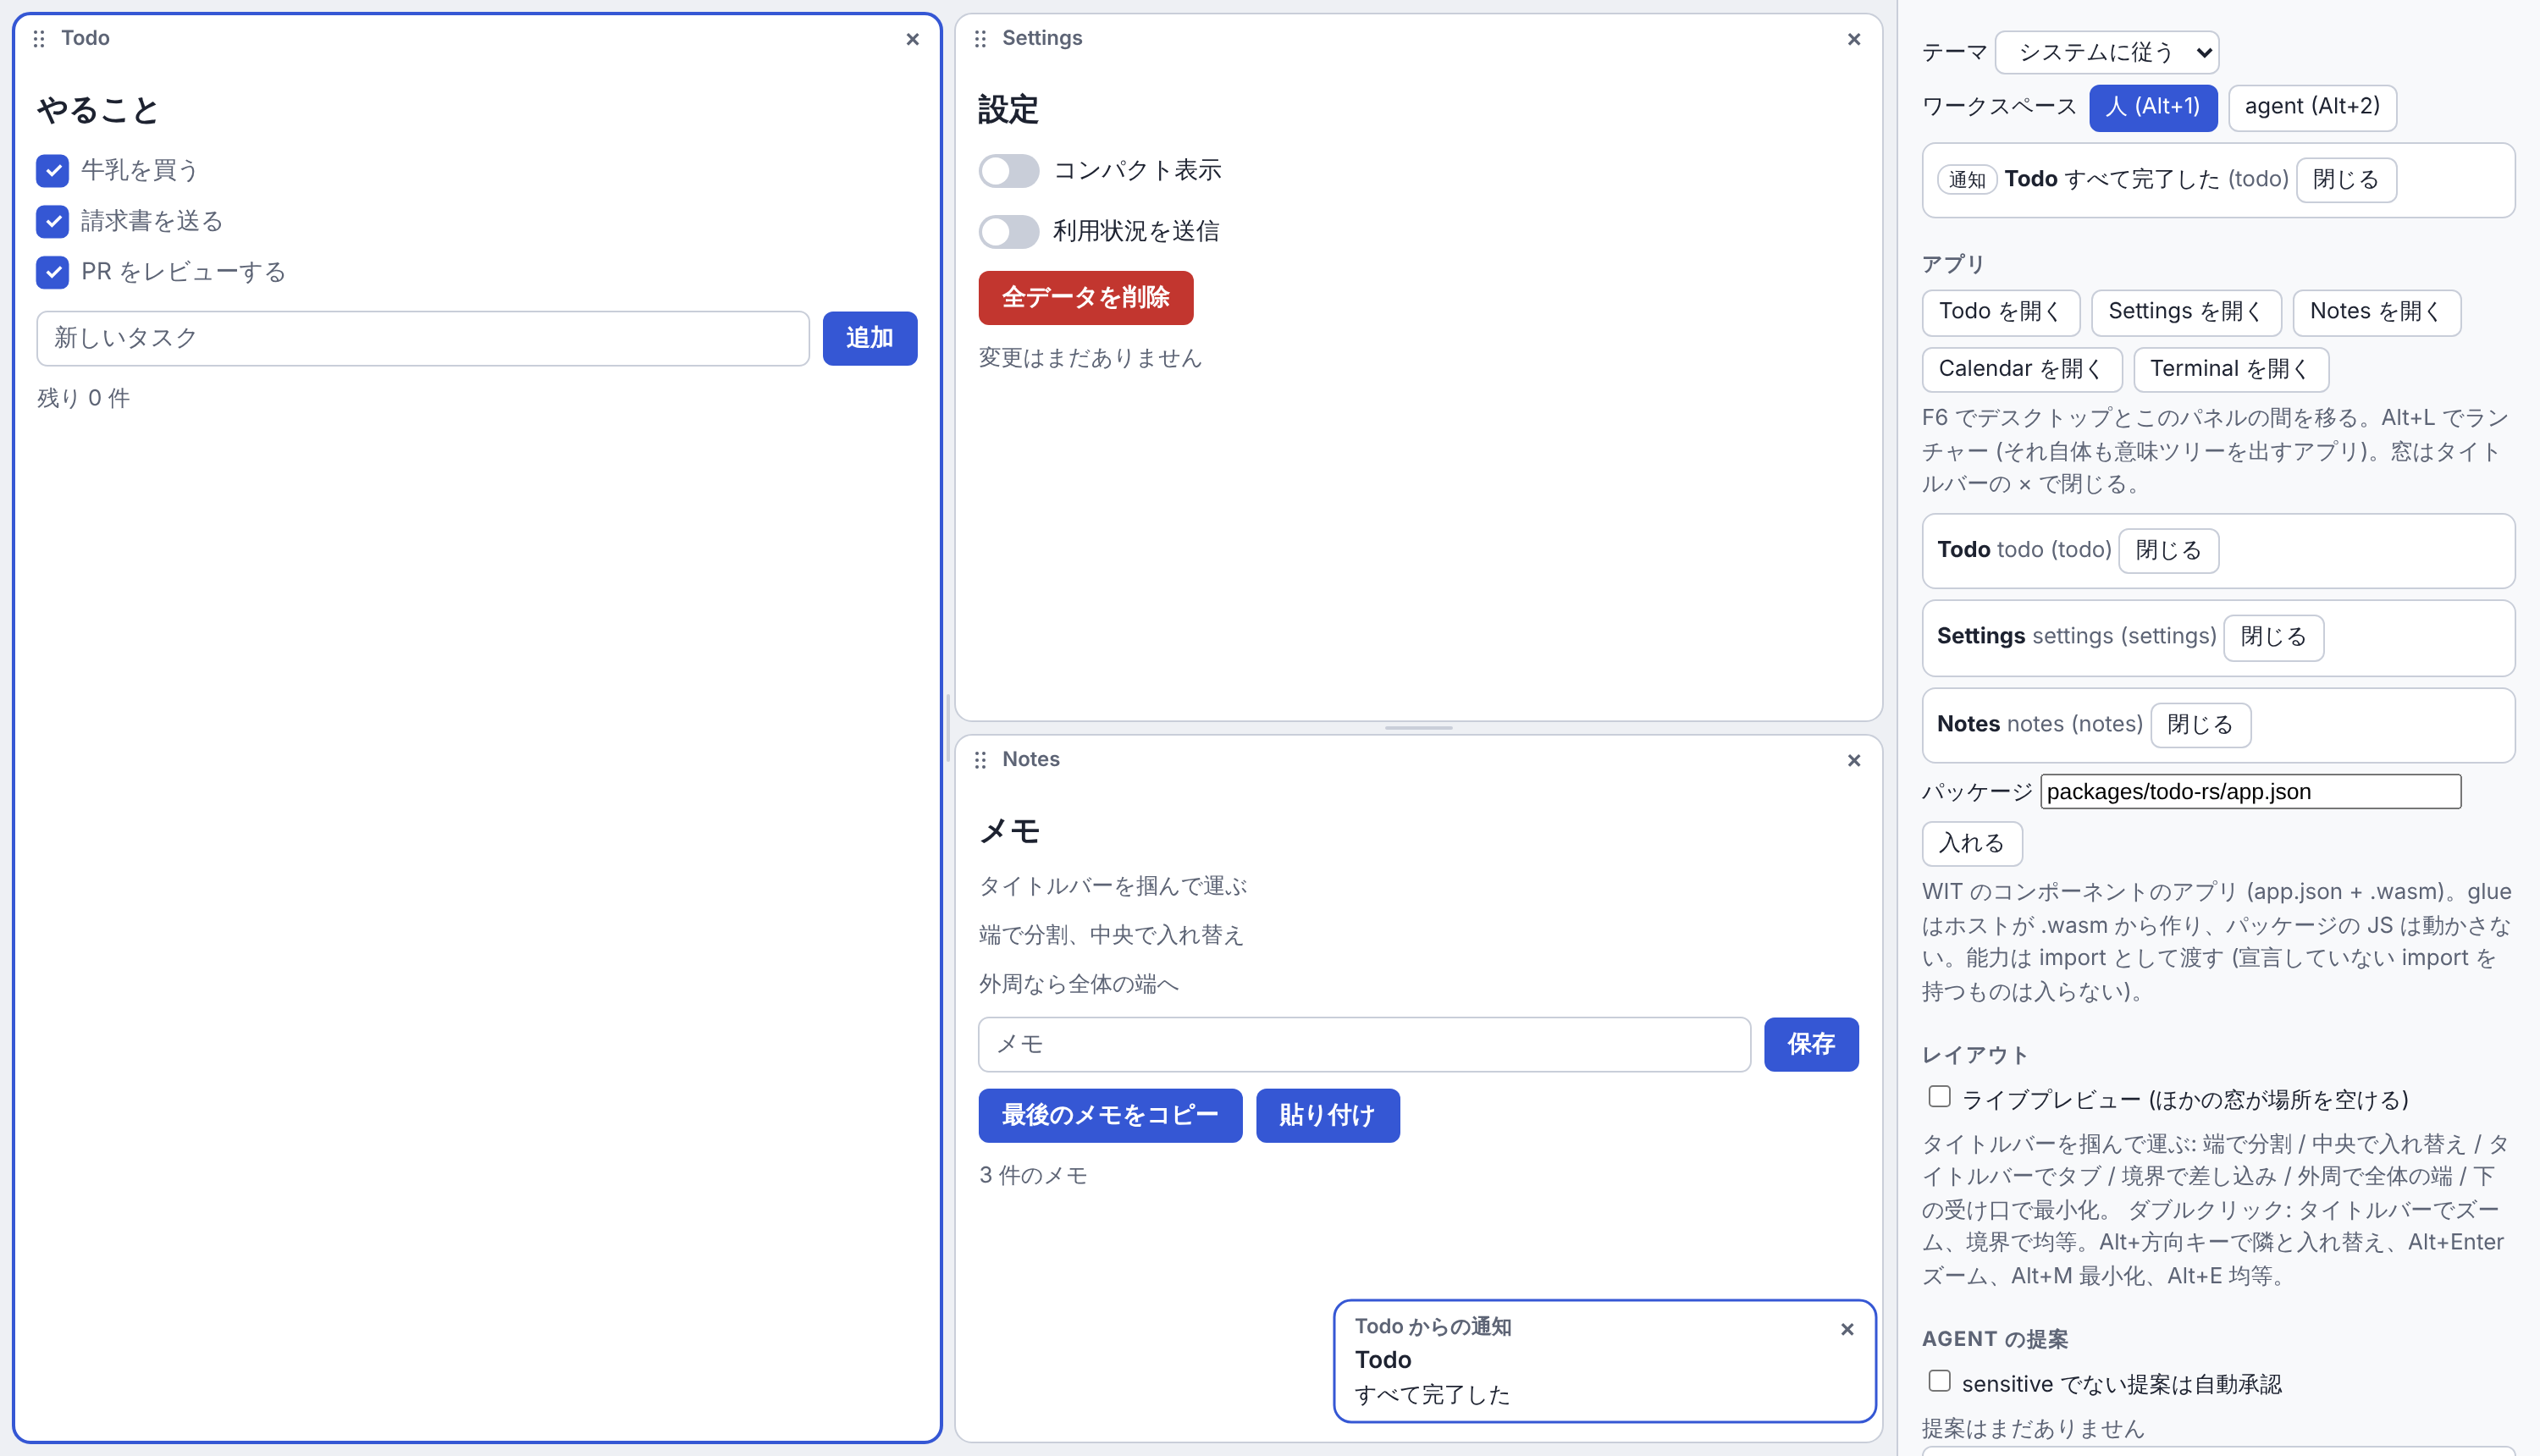 Todo
やること
牛乳を買う
請求書を送る
PR をレビューする
新しいタスク
追加
残り 0 件
Settings
設定
コンパクト表示
利用状況を送信
全データを削除
変更はまだありません
Notes
メモ
タイトルバーを掴んで運ぶ
端で分割、中央で入れ替え
外周なら全体の端へ
メモ
保存
最後のメモをコピー
貼り付け
3 件のメモ
Todo からの通知
Todo
すべて完了した
テーマ システムに従う
ワークスペース 人 (Alt+1) agent (Alt+2)
通知 Todo すべて完了した (todo) 閉じる
アプリ
Todo を開く Settings を開く Notes を開く
Calendar を開く Terminal を開く
F6 でデスクトップとこのパネルの間を移る。Alt+L でラン
チャー (それ自体も意味ツリーを出すアプリ)。窓はタイト
ルバーの × で閉じる。
Todo todo (todo) 閉じる
Settings settings (settings) 閉じる
Notes notes (notes) 閉じる
パッケージ packages/todo-rs/app.json
入れる
WIT のコンポーネントのアプリ (app.json + .wasm)。glue
はホストが .wasm から作り、パッケージの JS は動かさな
い。能力は import として渡す (宣言していない import を
持つものは入らない)。
レイアウト
ライブプレビュー (ほかの窓が場所を空ける)
タイトルバーを掴んで運ぶ: 端で分割 / 中央で入れ替え / タ
イトルバーでタブ / 境界で差し込み / 外周で全体の端 / 下
の受け口で最小化。 ダブルクリック: タイトルバーでズー
ム、境界で均等。Alt+方向キーで隣と入れ替え、Alt+Enter
ズーム、Alt+M 最小化、Alt+E 均等。
AGENT の提案
sensitive でない提案は自動承認
提案はまだありません